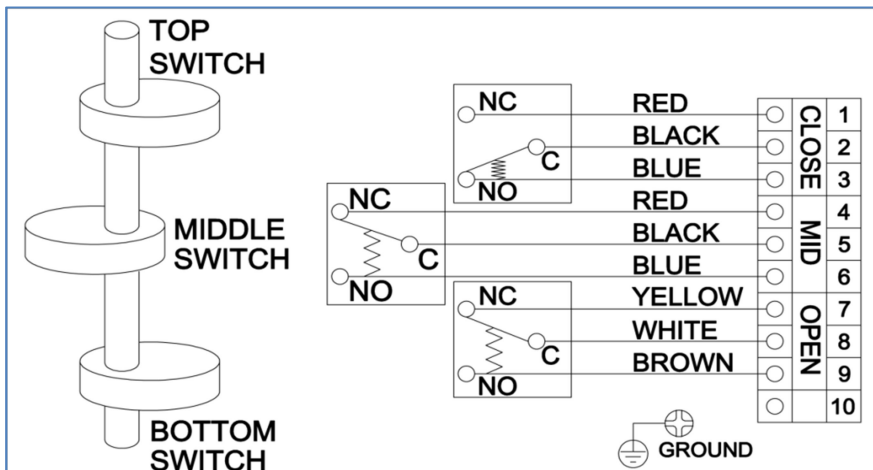 TOP
SWITCH
MIDDLE
SWITCH
BOTTOM
SWITCH
NC
C
NO
NC
C
NO
NC
C
NO
RED
BLACK
BLUE
RED
BLACK
BLUE
YELLOW
WHITE
BROWN
CLOSE
MID
OPEN
1
2
3
4
5
6
7
8
9
10
GROUND